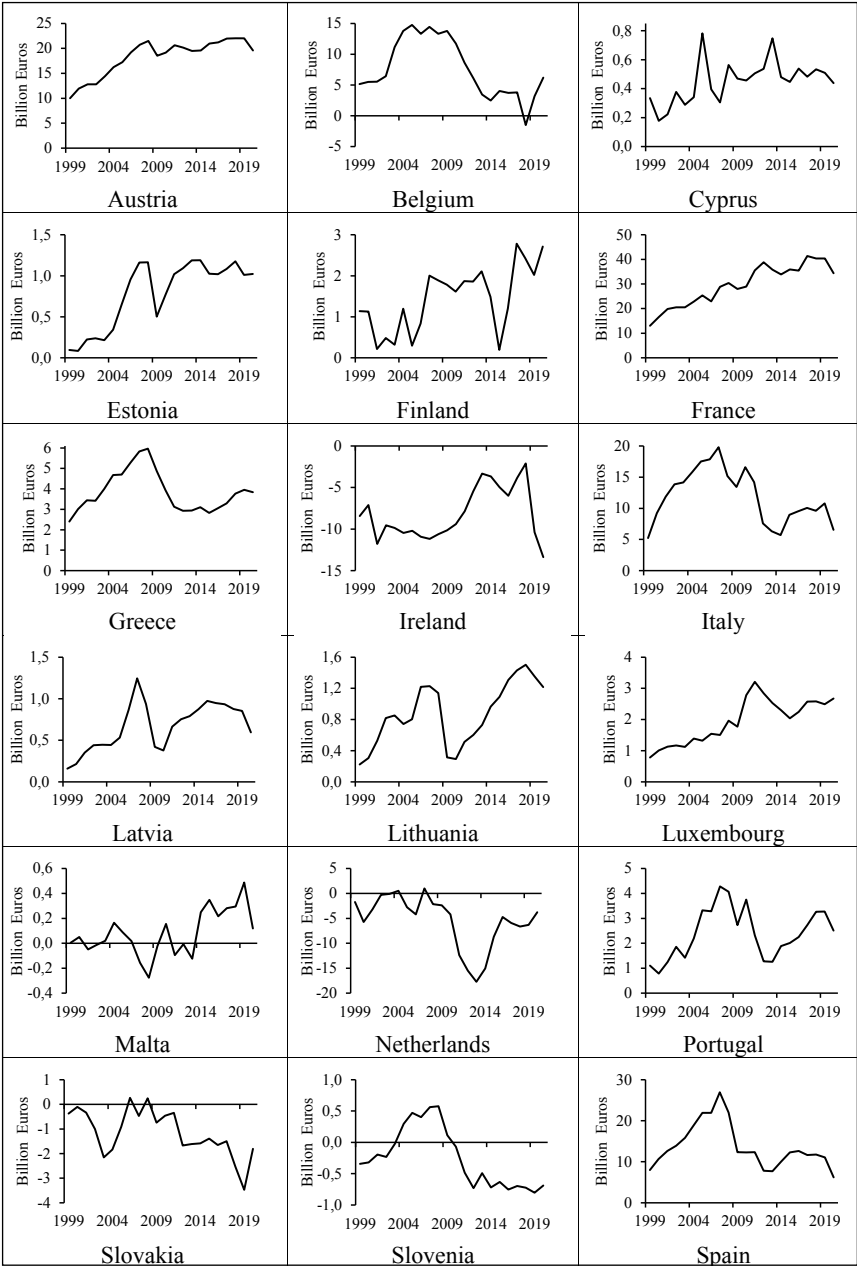 Billion Euros
25
20
15
10
5
0
1999 2004 2009 2014 2019
Austria
Billion Euros
15
10
5
0
-5
1999 2004 2009 2014 2019
Belgium
Billion Euros
0,8
0,6
0,4
0,2
0,0
1999 2004 2009 2014 2019
Cyprus
Billion Euros
1,5
1,0
0,5
0,0
1999 2004 2009 2014 2019
Estonia
Billion Euros
3
2
1
0
1999 2004 2009 2014 2019
Finland
Billion Euros
50
40
30
20
10
0
1999 2004 2009 2014 2019
France
Billion Euros
6
5
4
3
2
1
0
1999 2004 2009 2014 2019
Greece
Billion Euros
0
-5
-10
-15
1999 2004 2009 2014 2019
Ireland
Billion Euros
20
15
10
5
0
1999 2004 2009 2014 2019
Italy
Billion Euros
1,5
1,0
0,5
0,0
1999 2004 2009 2014 2019
Latvia
Billion Euros
1,6
1,2
0,8
0,4
0,0
1999 2004 2009 2014 2019
Lithuania
Billion Euros
4
3
2
1
0
1999 2004 2009 2014 2019
Luxembourg
Billion Euros
0,6
0,4
0,2
0,0
-0,2
-0,4
1999 2004 2009 2014 2019
Malta
Billion Euros
5
0
-5
-10
-15
-20
1999 2004 2009 2014 2019
Netherlands
Billion Euros
5
4
3
2
1
0
1999 2004 2009 2014 2019
Portugal
Billion Euros
1
0
-1
-2
-3
-4
1999 2004 2009 2014 2019
Slovakia
Billion Euros
1,0
0,5
0,0
-0,5
-1,0
1999 2004 2009 2014 2019
Slovenia
Billion Euros
30
20
10
0
1999 2004 2009 2014 2019
Spain